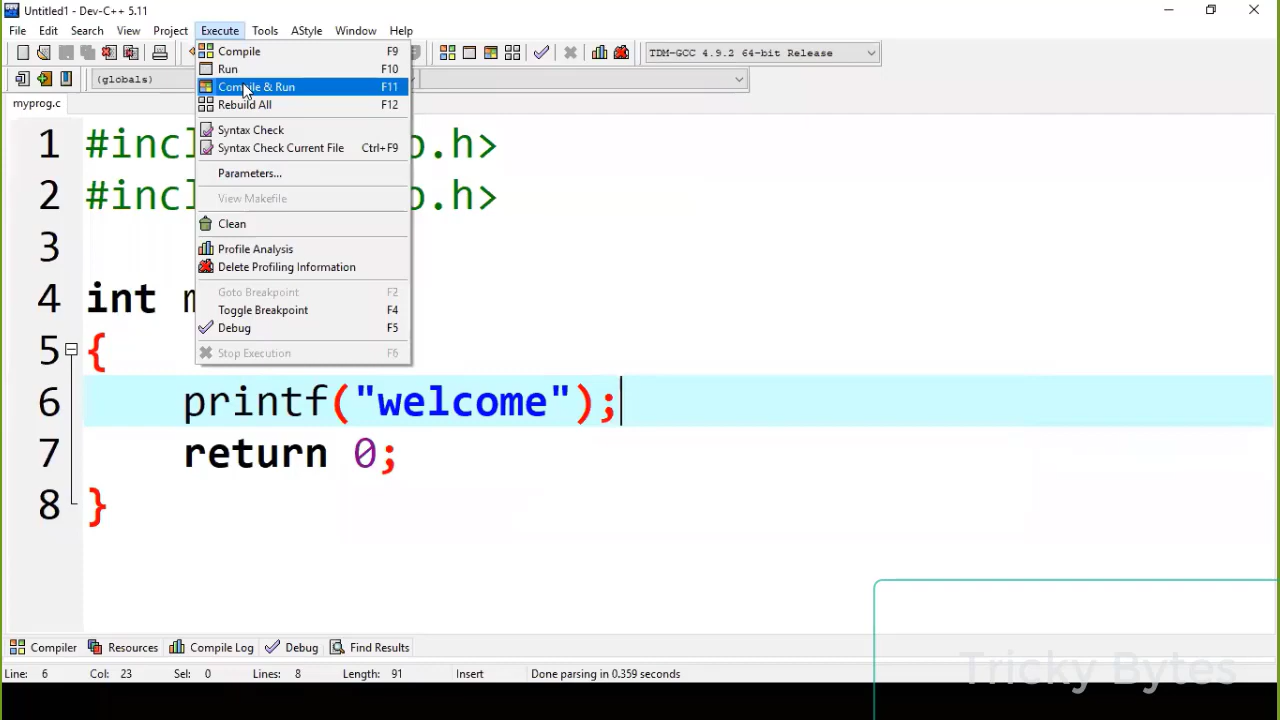 Untitled1 - Dev-C++ 5.11
File Edit Search View Project Execute Tools AStyle Window Help
TDM-GCC 4.9.2 64-bit Release
(globals)
Compile F9
Run F10
Compile & Run F11
Rebuild All F12
Syntax Check
Syntax Check Current File Ctrl+F9
Parameters...
View Makefile
Clean
Profile Analysis
Delete Profiling Information
Goto Breakpoint F2
Toggle Breakpoint F4
Debug F5
Stop Execution F6
myprog.c
1 #incl o.h>
2 #incl o.h>
3
4 int
5 {
6 printf("welcome");
7 return 0;
8 }
Compiler Resources Compile Log Debug Find Results
Line: 6 Col: 23 Sel: 0 Lines: 8 Length: 91 Insert Done parsing in 0.359 seconds
Tricky Bytes